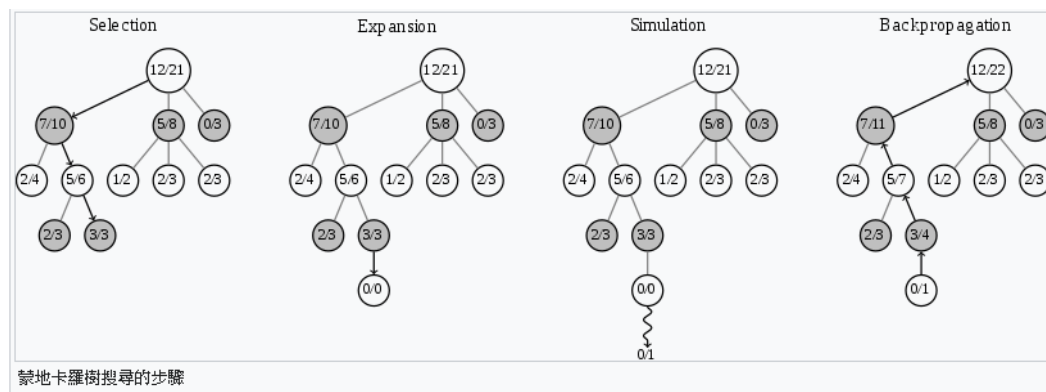 Selection Expansion Simulation Backpropagation
12/21 12/21 12/21 12/22
7/10 5/8 0/3 7/10 5/8 0/3 7/10 5/8 0/3 7/11 5/8 0/3
2/4 5/6 1/2 2/3 2/3 2/4 5/6 1/2 2/3 2/3 2/4 5/6 1/2 2/3 2/3 2/4 5/7 1/2 2/3 2/3
2/3 3/3 2/3 3/3 2/3 3/3 2/3 3/4
0/0 0/0 0/1
0/1
蒙地卡羅樹搜尋的步驟